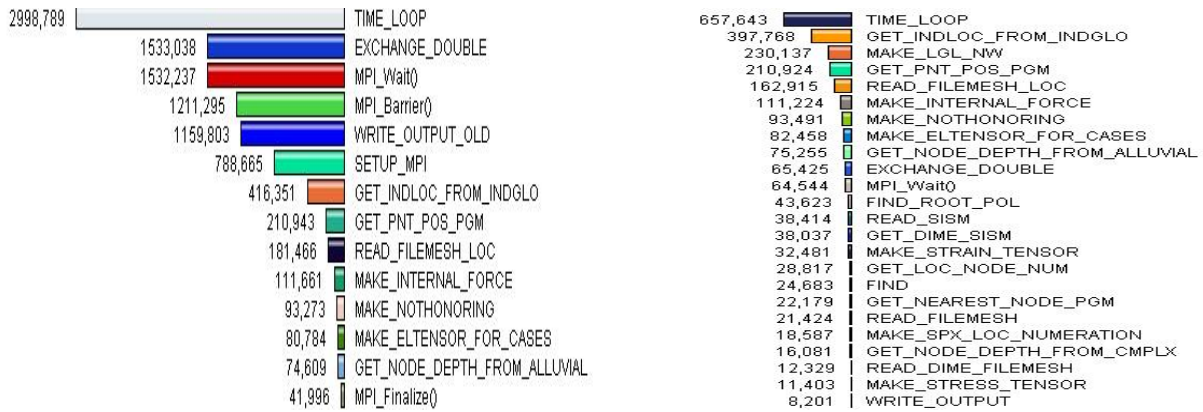 2998,789 TIME_LOOP
1533,038 EXCHANGE_DOUBLE
1532,237 MPI_Wait()
1211,295 MPI_Barrier()
1159,803 WRITE_OUTPUT_OLD
788,665 SETUP_MPI
416,351 GET_INDLOC_FROM_INDGLO
210,943 GET_PNT_POS_PGM
181,466 READ_FILEMESH_LOC
111,661 MAKE_INTERNAL_FORCE
93,273 MAKE_NOTHONORING
80,784 MAKE_ELTENSOR_FOR_CASES
74,609 GET_NODE_DEPTH_FROM_ALLUVIAL
41,996 MPI_Finalize()
657,643 TIME_LOOP
397,768 GET_INDLOC_FROM_INDGLO
230,137 MAKE_LGL_NW
210,924 GET_PNT_POS_PGM
162,915 READ_FILEMESH_LOC
111,224 MAKE_INTERNAL_FORCE
93,491 MAKE_NOTHONORING
82,458 MAKE_ELTENSOR_FOR_CASES
75,255 GET_NODE_DEPTH_FROM_ALLUVIAL
65,425 EXCHANGE_DOUBLE
64,544 MPI_Wait()
43,623 FIND_ROOT_POL
38,414 READ_SISM
38,037 GET_DIME_SISM
32,481 MAKE_STRAIN_TENSOR
28,817 GET_LOC_NODE_NUM
24,683 FIND
22,179 GET_NEAREST_NODE_PGM
21,424 READ_FILEMESH
18,587 MAKE_SPX_LOC_NUMERATION
16,081 GET_NODE_DEPTH_FROM_CMPLX
12,329 READ_DIME_FILEMESH
11,403 MAKE_STRESS_TENSOR
8,201 WRITE_OUTPUT